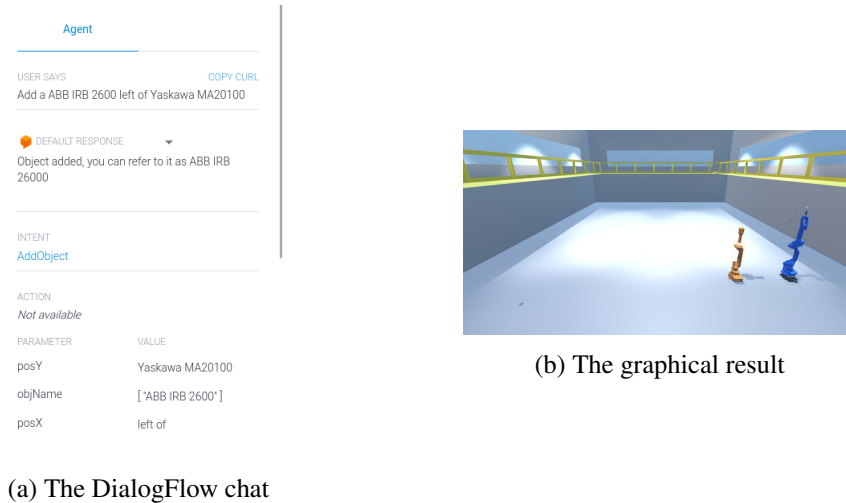 Agent
USER SAYS COPY CURL
Add a ABB IRB 2600 left of Yaskawa MA20100
DEFAULT RESPONSE
Object added, you can refer to it as ABB IRB
26000
INTENT
AddObject
ACTION
Not available
PARAMETER VALUE
posY Yaskawa MA20100
objName [ "ABB IRB 2600" ]
posX left of
(a) The DialogFlow chat
(b) The graphical result